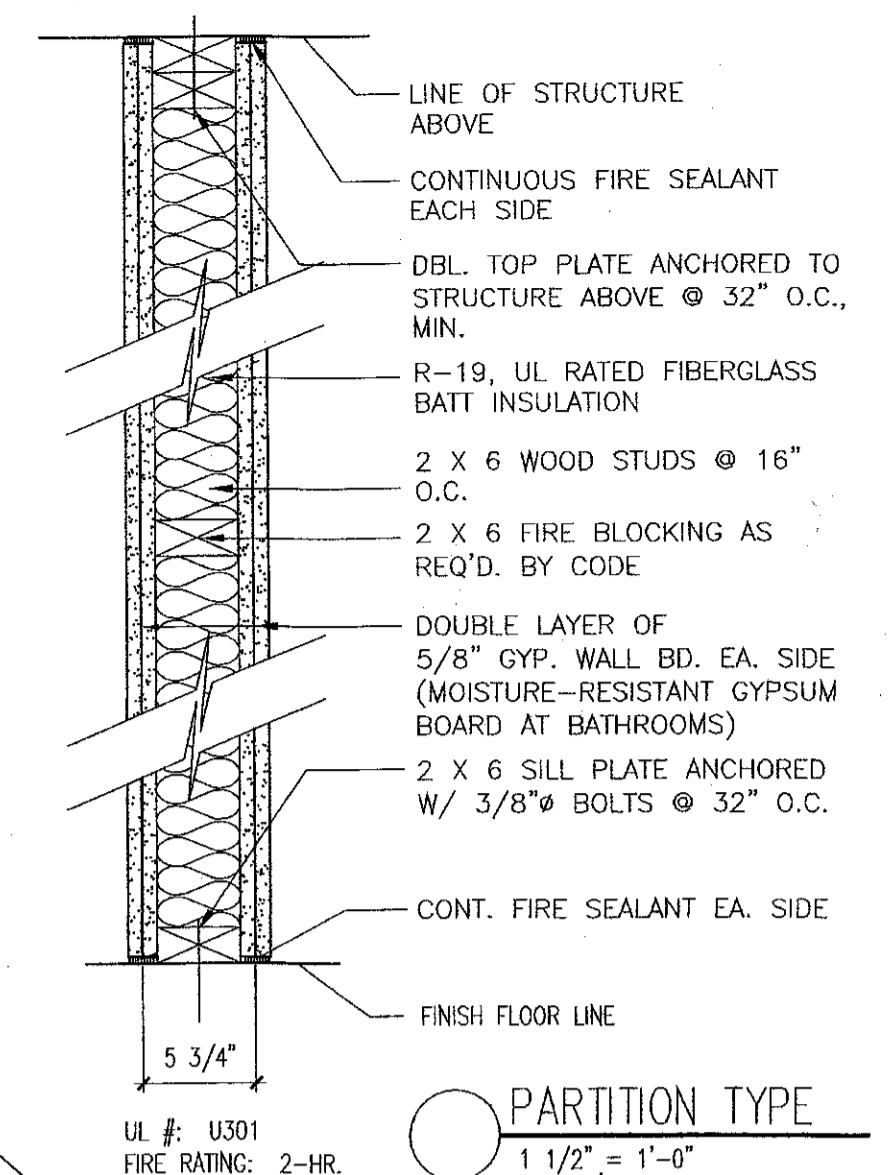 LINE OF STRUCTURE
ABOVE
CONTINUOUS FIRE SEALANT
EACH SIDE
DBL. TOP PLATE ANCHORED TO
STRUCTURE ABOVE @ 32" O.C.,
MIN.
R-19, UL RATED FIBERGLASS
BATT INSULATION
2 X 6 WOOD STUDS @ 16"
O.C.
2 X 6 FIRE BLOCKING AS
REQ'D. BY CODE
DOUBLE LAYER OF
5/8" GYP. WALL BD. EA. SIDE
(MOISTURE-RESISTANT GYPSUM
BOARD AT BATHROOMS)
2 X 6 SILL PLATE ANCHORED
W/ 3/8"ø BOLTS @ 32" O.C.
CONT. FIRE SEALANT EA. SIDE
FINISH FLOOR LINE
5 3/4"
UL #: U301
FIRE RATING: 2-HR.
PARTITION TYPE
1 1/2" = 1'-0"